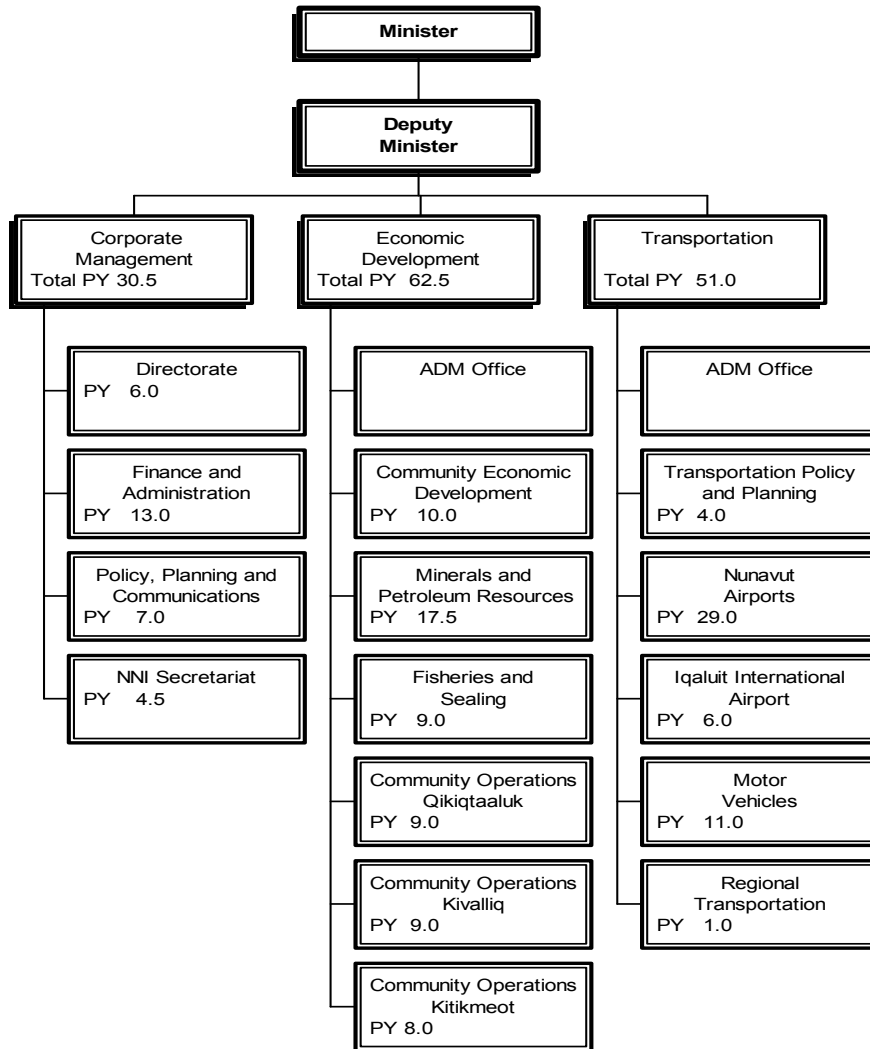 Minister
Deputy
Minister
Corporate
Management
Total PY 30.5
Economic
Development
Total PY 62.5
Transportation
Total PY 51.0
Directorate
PY 6.0
Finance and
Administration
PY 13.0
Policy, Planning and
Communications
PY 7.0
NNI Secretariat
PY 4.5
ADM Office
Community Economic
Development
PY 10.0
Minerals and
Petroleum Resources
PY 17.5
Fisheries and
Sealing
PY 9.0
Community Operations
Qikiqtaaluk
PY 9.0
Community Operations
Kivalliq
PY 9.0
Community Operations
Kitikmeot
PY 8.0
ADM Office
Transportation Policy
and Planning
PY 4.0
Nunavut
Airports
PY 29.0
Iqaluit International
Airport
PY 6.0
Motor
Vehicles
PY 11.0
Regional
Transportation
PY 1.0